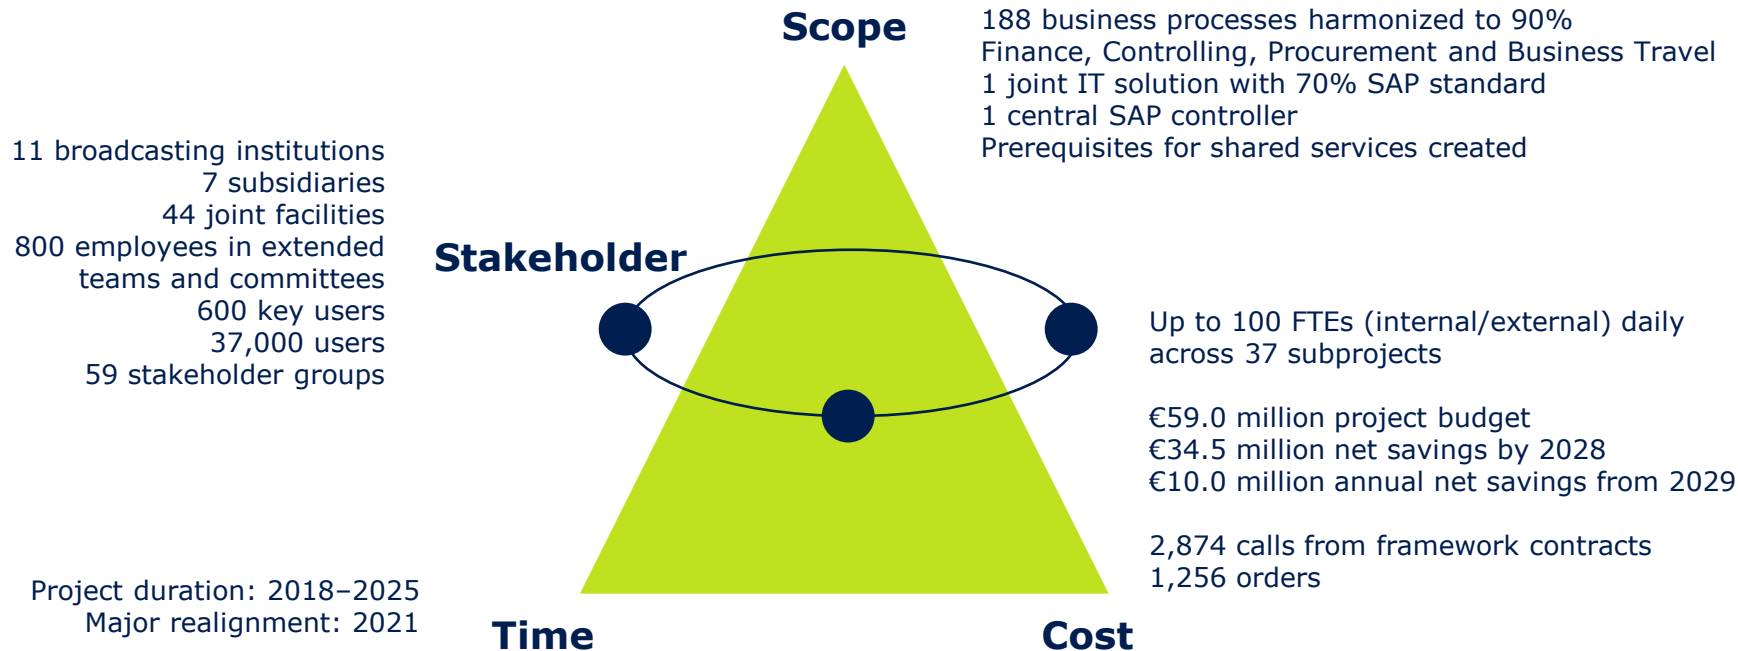 Scope
188 business processes harmonized to 90%
Finance, Controlling, Procurement and Business Travel
1 joint IT solution with 70% SAP standard
1 central SAP controller
Prerequisites for shared services created
11 broadcasting institutions
7 subsidiaries
44 joint facilities
800 employees in extended
teams and committees
600 key users
37,000 users
59 stakeholder groups
Stakeholder
Up to 100 FTEs (internal/external) daily
across 37 subprojects
€59.0 million project budget
€34.5 million net savings by 2028
€10.0 million annual net savings from 2029
2,874 calls from framework contracts
1,256 orders
Project duration: 2018–2025
Major realignment: 2021
Time
Cost